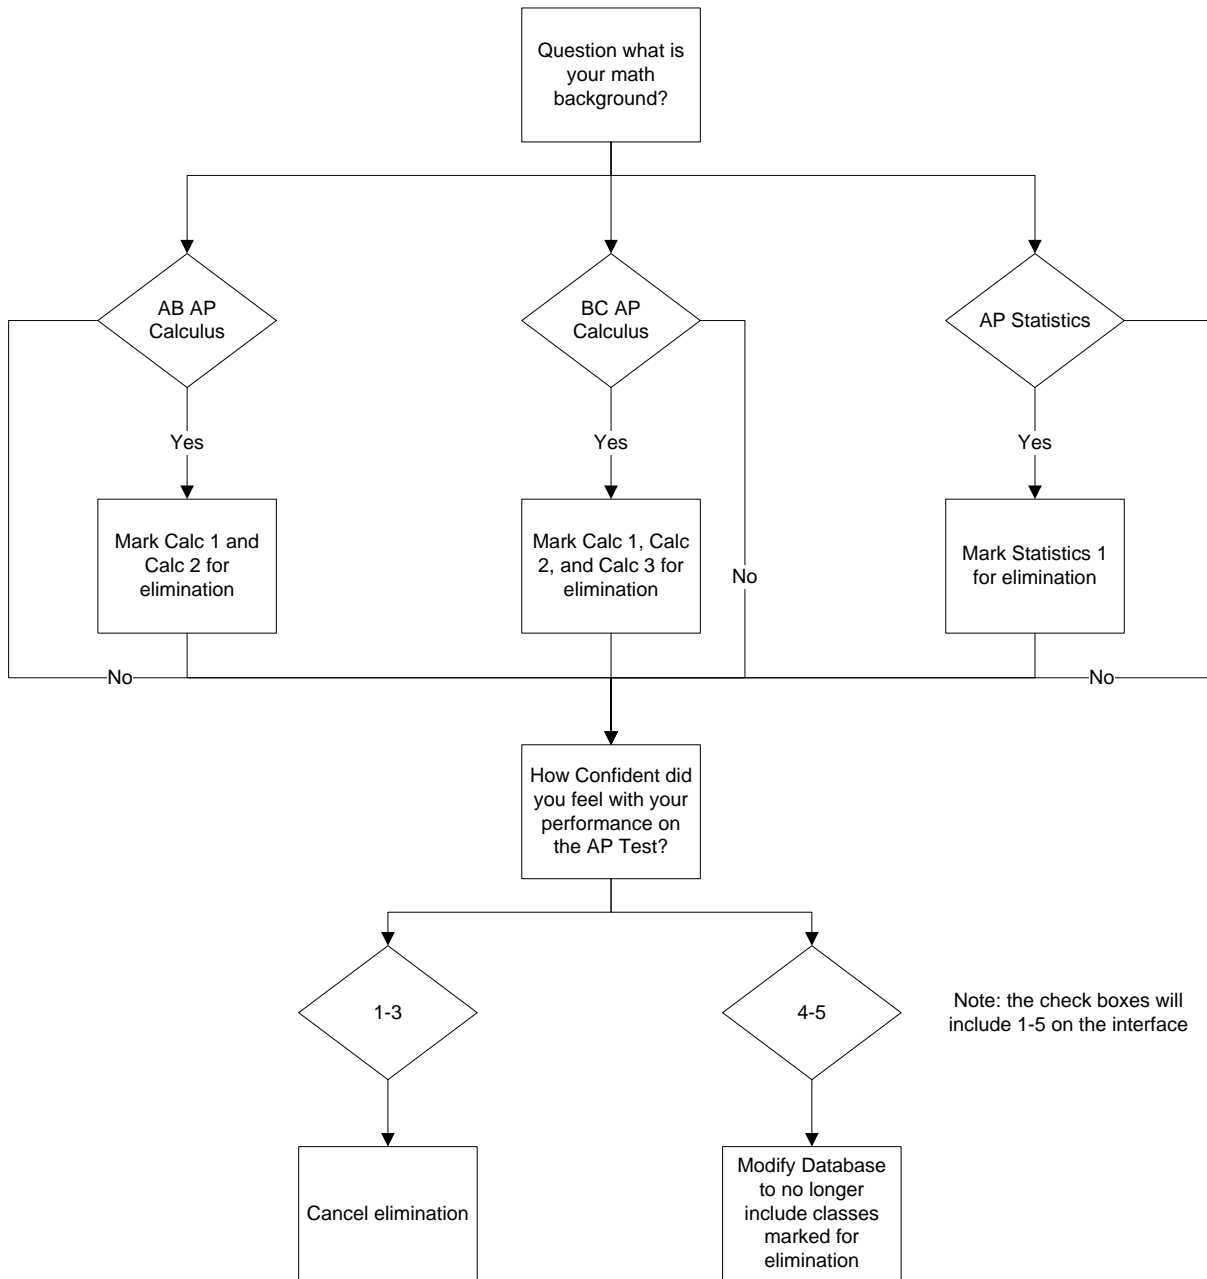 Question what is
your math
background?
AB AP
Calculus
BC AP
Calculus
AP Statistics
Yes
Yes
Yes
Mark Calc 1 and
Calc 2 for
elimination
Mark Calc 1, Calc
2, and Calc 3 for
elimination
No
Mark Statistics 1
for elimination
No
No
How Confident did
you feel with your
performance on
the AP Test?
1-3
4-5
Note: the check boxes will
include 1-5 on the interface
Cancel elimination
Modify Database
to no longer
include classes
marked for
elimination